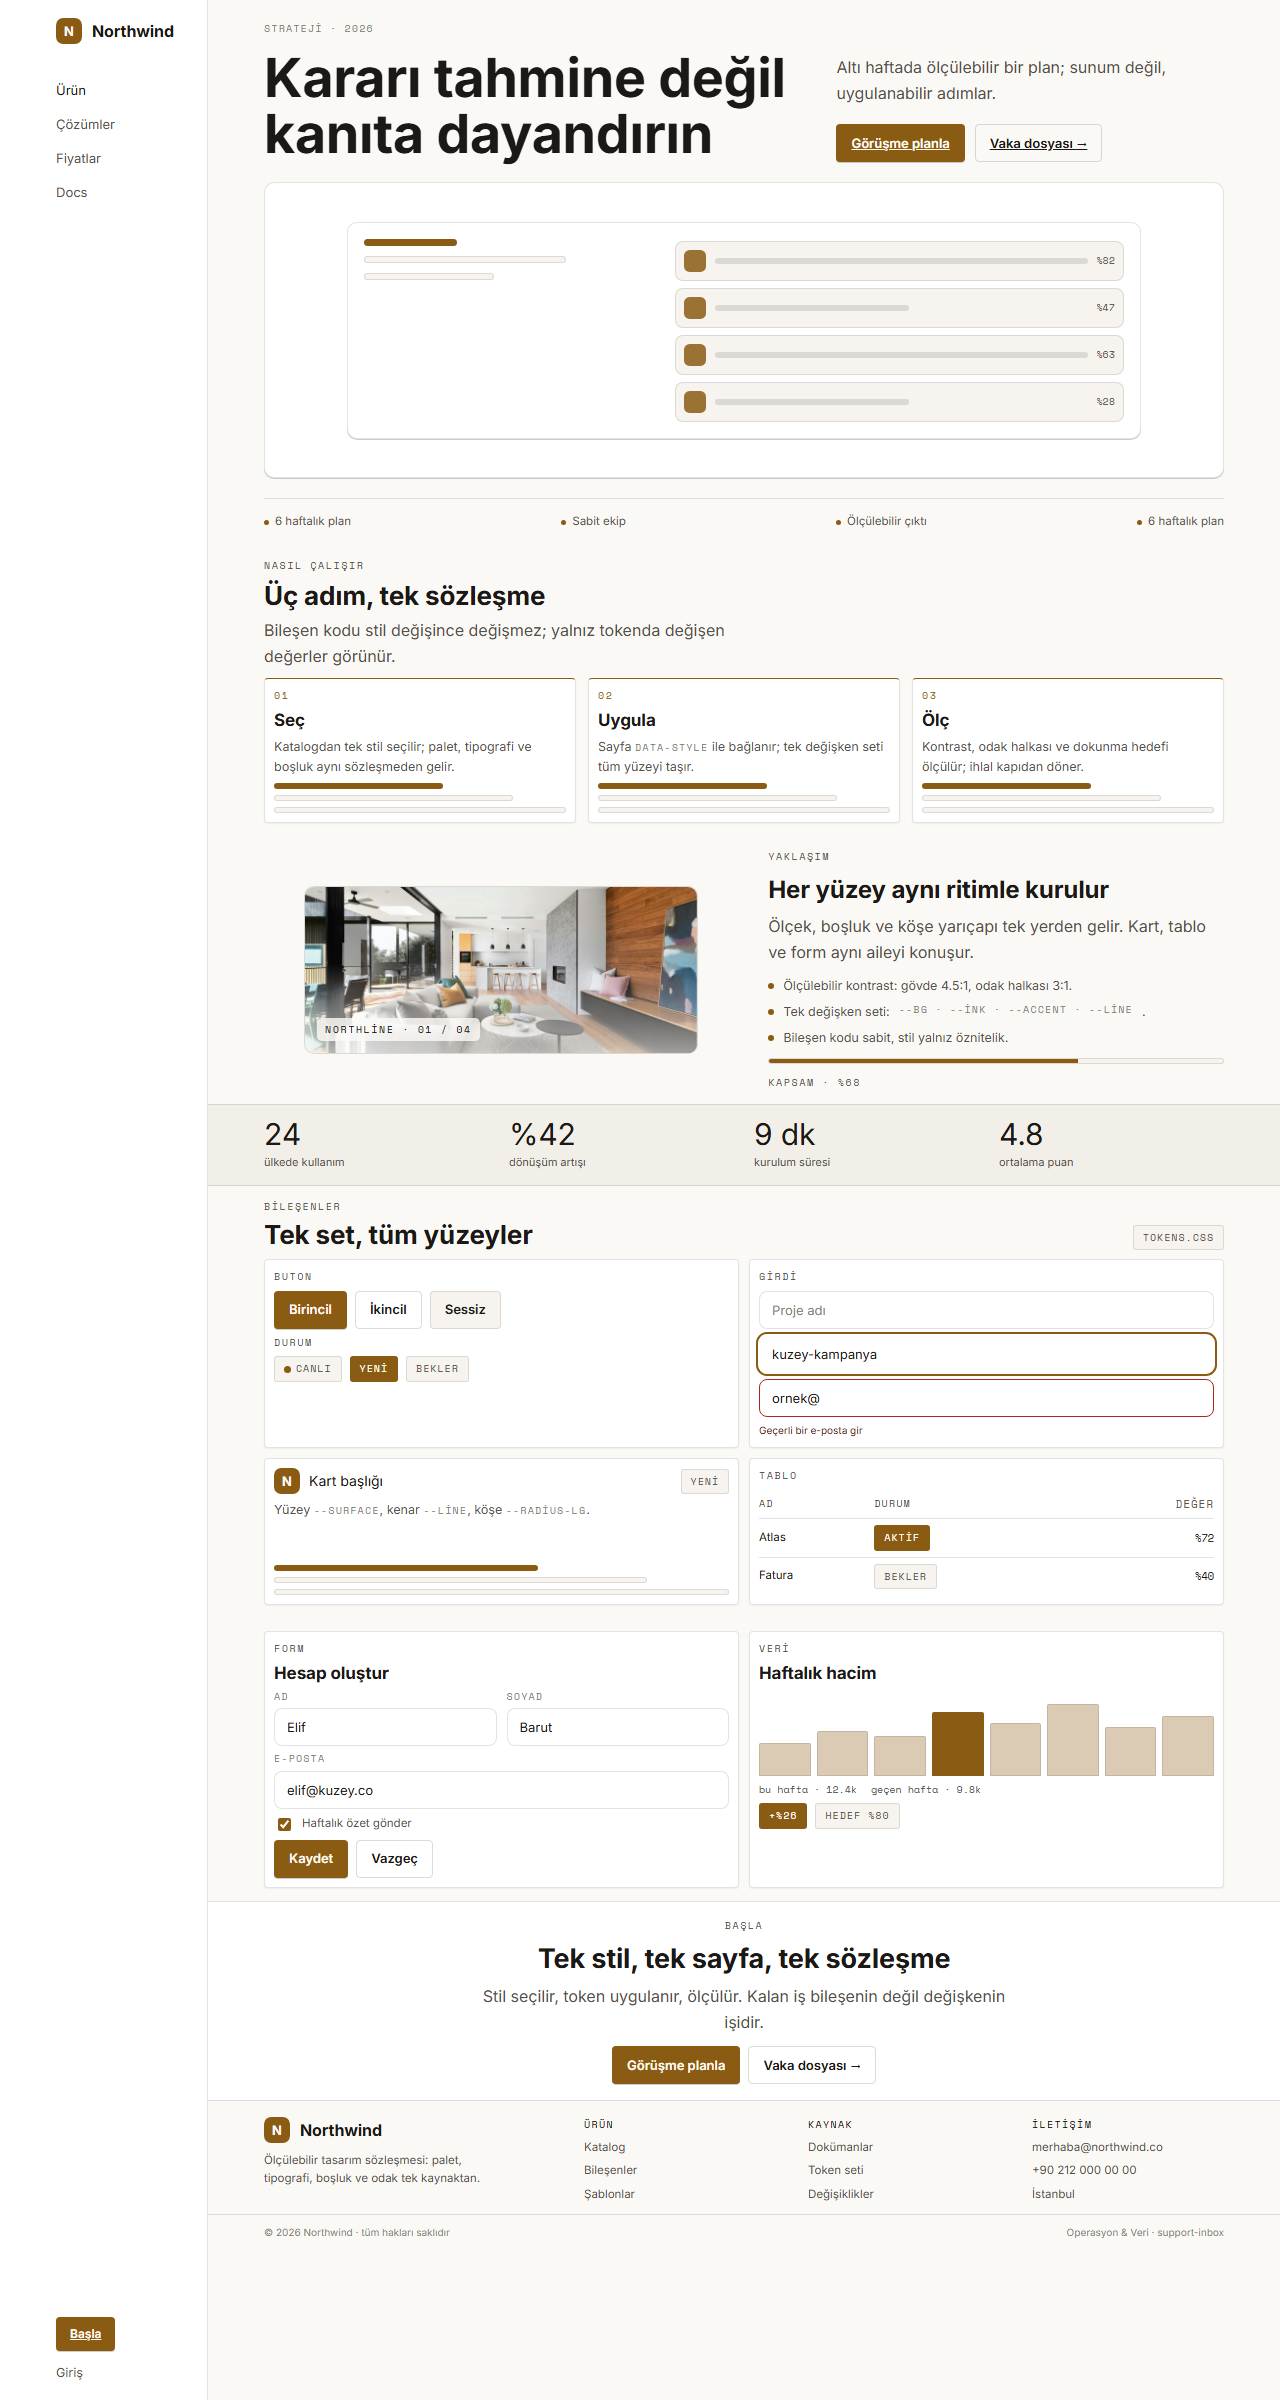 N Northwind
Ürün
Çözümler
Fiyatlar
Docs
STRATEJİ · 2026
Kararı tahmine değil
kanıta dayandırın
Altı haftada ölçülebilir bir plan; sunum değil,
uygulanabilir adımlar.
Görüşme planla
Vaka dosyası →
%82
%47
%63
%28
6 haftalık plan
Sabit ekip
Ölçülebilir çıktı
6 haftalık plan
NASIL ÇALIŞIR
Üç adım, tek sözleşme
Bileşen kodu stil değişince değişmez; yalnız tokenda değişen
değerler görünür.
01
Seç
Katalogdan tek stil seçilir; palet, tipografi ve
boşluk aynı sözleşmeden gelir.
02
Uygula
Sayfa DATA-STYLE ile bağlanır; tek değişken seti
tüm yüzeyi taşır.
03
Ölç
Kontrast, odak halkası ve dokunma hedefi
ölçülür; ihlal kapıdan döner.
NORTHLİNE · 01 / 04
YAKLAŞIM
Her yüzey aynı ritimle kurulur
Ölçek, boşluk ve köşe yarıçapı tek yerden gelir. Kart, tablo
ve form aynı aileyi konuşur.
Ölçülebilir kontrast: gövde 4.5:1, odak halkası 3:1.
Tek değişken seti: --BG · --İNK · --ACCENT · --LİNE .
Bileşen kodu sabit, stil yalnız öznitelik.
KAPSAM · %68
24
ülkede kullanım
%42
dönüşüm artışı
9 dk
kurulum süresi
4.8
ortalama puan
BİLEŞENLER
Tek set, tüm yüzeyler
TOKENS.CSS
BUTON
Birincil
İkincil
Sessiz
DURUM
CANLI
YENİ
BEKLER
GİRDİ
Proje adı
kuzey-kampanya
ornek@
Geçerli bir e-posta gir
N Kart başlığı
YENİ
Yüzey --SURFACE, kenar --LİNE, köşe --RADİUS-LG.
TABLO
AD DURUM DEĞER
Atlas AKTİF %72
Fatura BEKLER %40
FORM
Hesap oluştur
AD
SOYAD
Elif
Barut
E-POSTA
elif@kuzey.co
Haftalık özet gönder
Kaydet
Vazgeç
VERİ
Haftalık hacim
bu hafta · 12.4k geçen hafta · 9.8k
+%26
HEDEF %80
BAŞLA
Tek stil, tek sayfa, tek sözleşme
Stil seçilir, token uygulanır, ölçülür. Kalan iş bileşenin değil değişkenin
işidir.
Görüşme planla
Vaka dosyası →
N Northwind
Ölçülebilir tasarım sözleşmesi: palet,
tipografi, boşluk ve odak tek kaynaktan.
ÜRÜN
Katalog
Bileşenler
Şablonlar
KAYNAK
Dokümanlar
Token seti
Değişiklikler
İLETİŞİM
merhaba@northwind.co
+90 212 000 00 00
İstanbul
© 2026 Northwind · tüm hakları saklıdır
Operasyon & Veri · support-inbox
Başla
Giriş